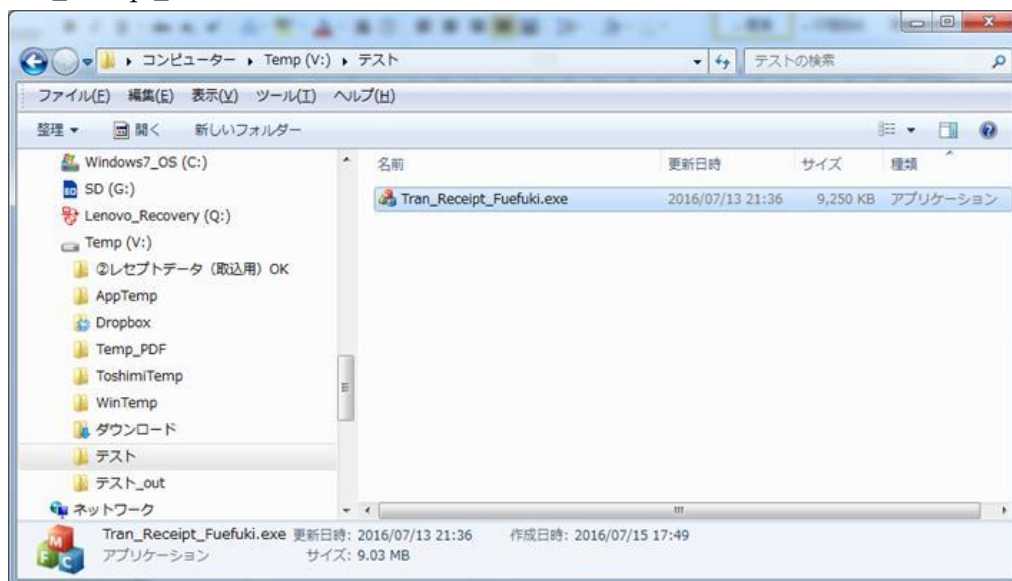 コンピューター ▸ Temp (V:) ▸ テスト
テストの検索
ファイル(F) 編集(E) 表示(V) ツール(T) ヘルプ(H)
整理 開く 新しいフォルダー
名前 更新日時 サイズ 種類
Windows7_OS (C:)
SD (G:)
Lenovo_Recovery (Q:)
Temp (V:)
②レセプトデータ（取込用）OK
AppTemp
Dropbox
Temp_PDF
ToshimiTemp
WinTemp
ダウンロード
テスト
テスト_out
ネットワーク
Tran_Receipt_Fuefuki.exe 2016/07/13 21:36 9,250 KB アプリケーション
Tran_Receipt_Fuefuki.exe 更新日時: 2016/07/13 21:36 作成日時: 2016/07/15 17:49
アプリケーション サイズ: 9.03 MB